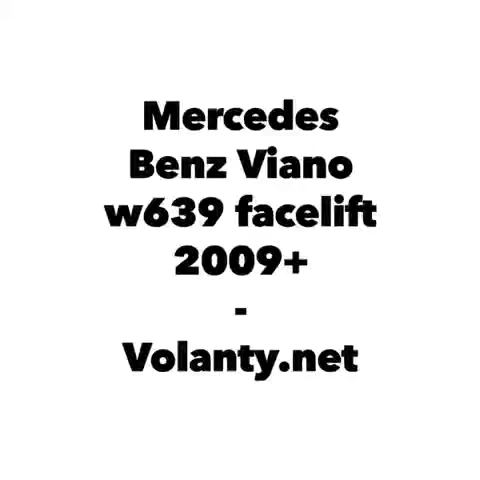 Mercedes
Benz Viano
w639 facelift
2009+
-
Volanty.net